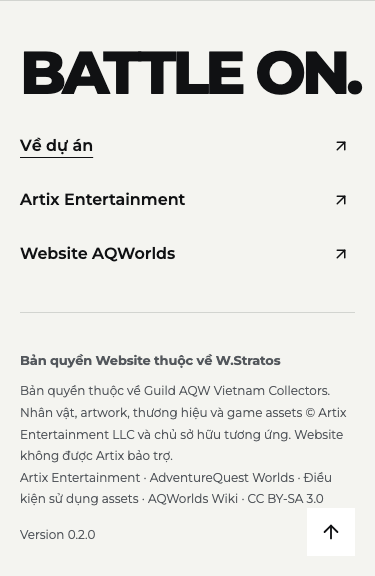 BATTLE ON.
Về dự án
Artix Entertainment
Website AQWorlds
Bản quyền Website thuộc về W.Stratos
Bản quyền thuộc về Guild AQW Vietnam Collectors.
Nhân vật, artwork, thương hiệu và game assets © Artix
Entertainment LLC và chủ sở hữu tương ứng. Website
không được Artix bảo trợ.
Artix Entertainment · AdventureQuest Worlds · Điều
kiện sử dụng assets · AQWorlds Wiki · CC BY-SA 3.0
Version 0.2.0